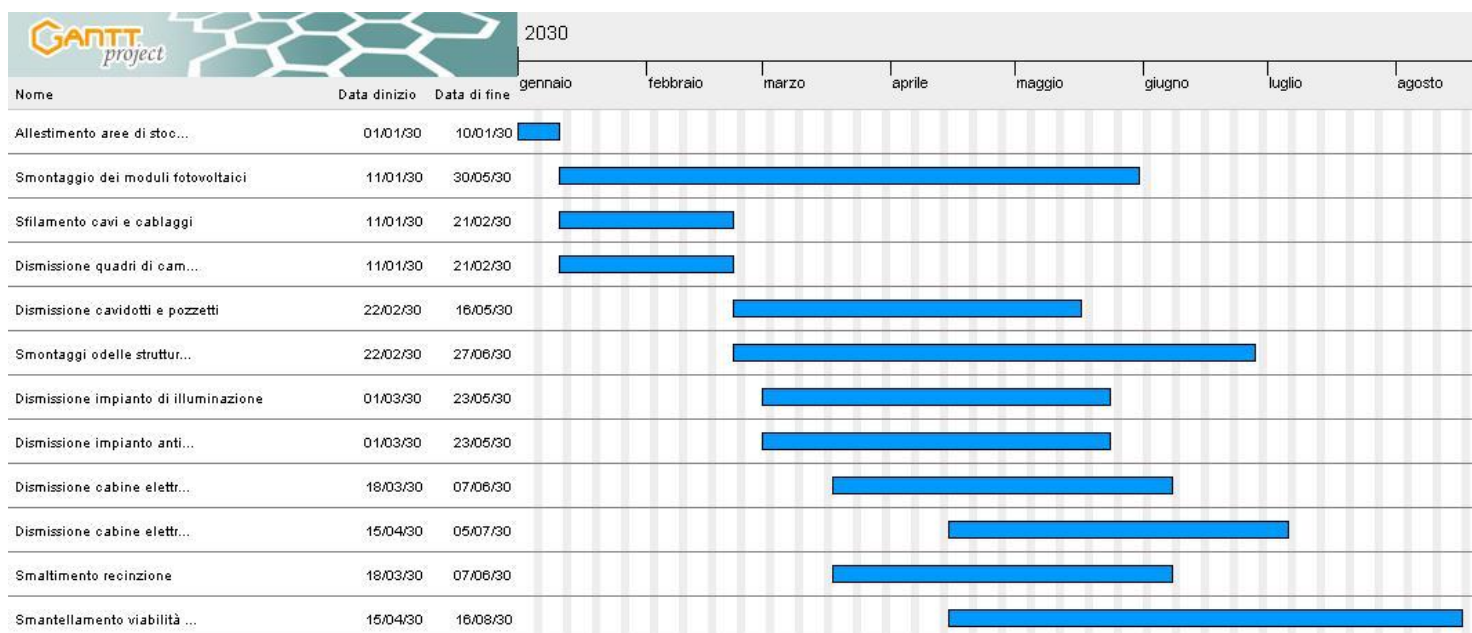 GANTT
project
2030
gennaio febbraio marzo aprile maggio giugno luglio agosto
Nome Data dinizio Data di fine
Allestimento aree di stoc... 01/01/30 10/01/30
Smontaggio dei moduli fotovoltaici 11/01/30 30/05/30
Sfilamento cavi e cablaggi 11/01/30 21/02/30
Dismissione quadri di cam... 11/01/30 21/02/30
Dismissione cavidotti e pozzetti 22/02/30 16/05/30
Smontaggi odelle struttur... 22/02/30 27/06/30
Dismissione impianto di illuminazione 01/03/30 23/05/30
Dismissione impianto anti... 01/03/30 23/05/30
Dismissione cabine elettr... 18/03/30 07/06/30
Dismissione cabine elettr... 15/04/30 05/07/30
Smaltimento recinzione 18/03/30 07/06/30
Smantellamento viabilità ... 15/04/30 16/08/30